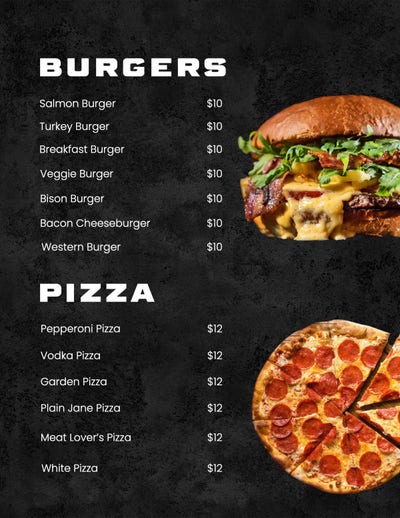 BURGERS
Salmon Burger $10
Turkey Burger $10
Breakfast Burger $10
Veggie Burger $10
Bison Burger $10
Bacon Cheeseburger $10
Western Burger $10
PIZZA
Pepperoni Pizza $12
Vodka Pizza $12
Garden Pizza $12
Plain Jane Pizza $12
Meat Lover's Pizza $12
White Pizza $12